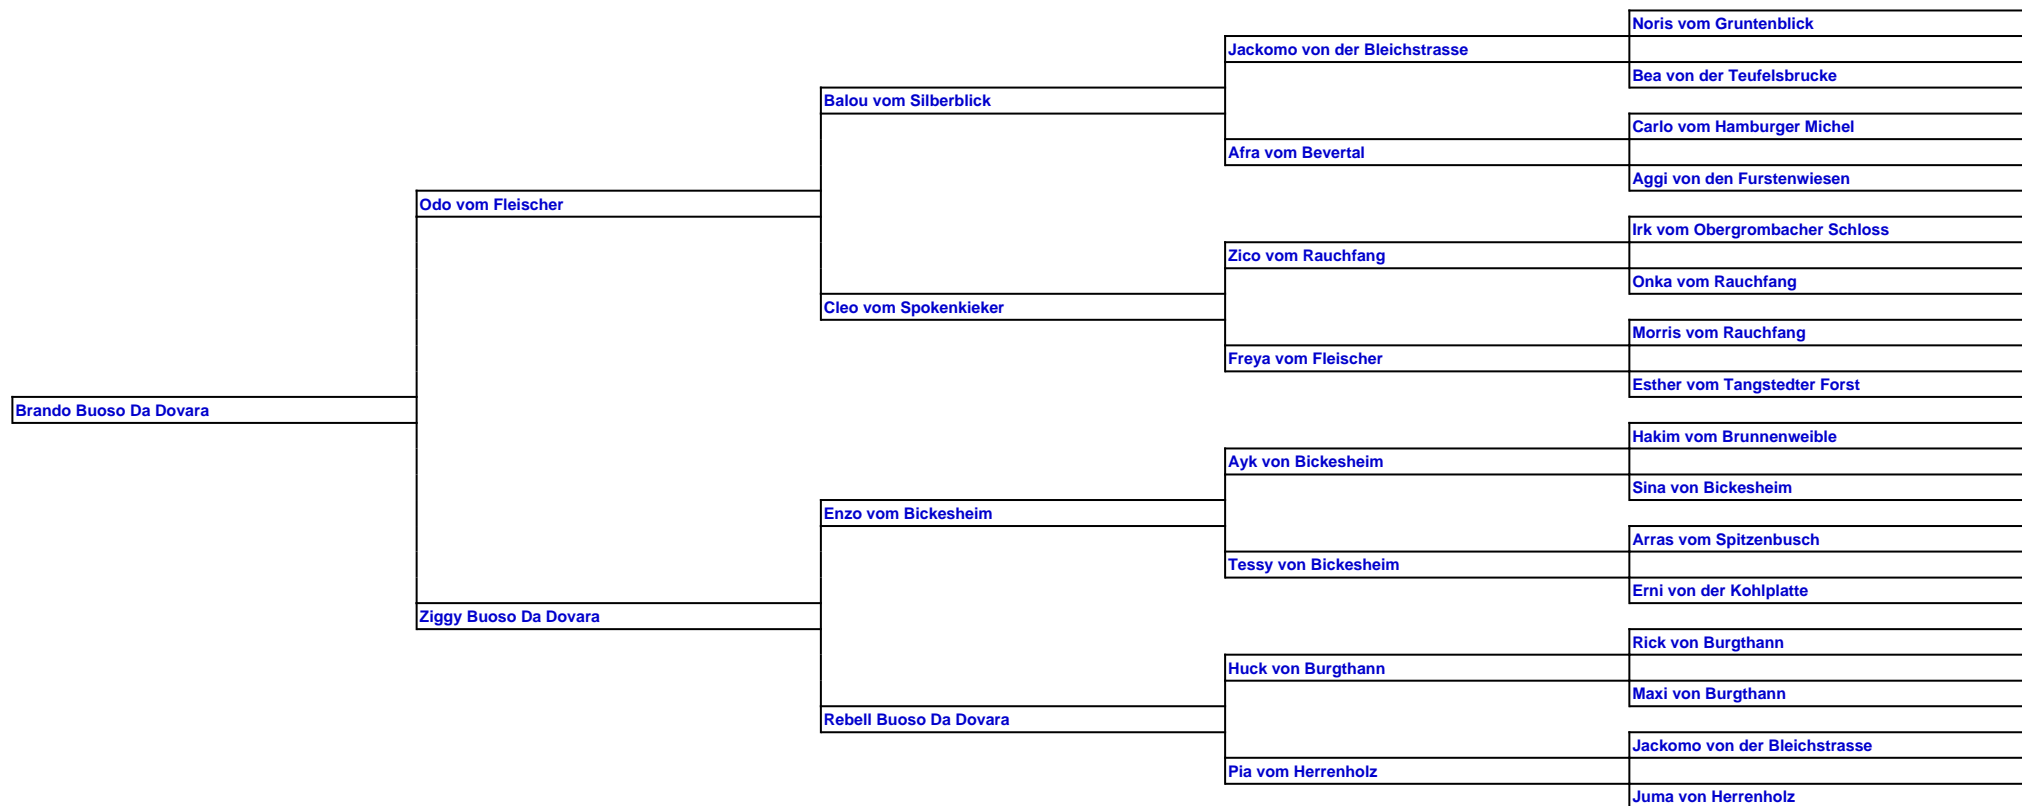 Noris vom Gruntenblick
Jackomo von der Bleichstrasse
Bea von der Teufelsbrucke
Balou vom Silberblick
Carlo vom Hamburger Michel
Afra vom Bevertal
Aggi von den Furstenwiesen
Odo vom Fleischer
Irk vom Obergrombacher Schloss
Zico vom Rauchfang
Onka vom Rauchfang
Cleo vom Spokenkieker
Morris vom Rauchfang
Freya vom Fleischer
Esther vom Tangstedter Forst
Brando Buoso Da Dovara
Hakim vom Brunnenweible
Ayk von Bickesheim
Sina von Bickesheim
Enzo vom Bickesheim
Arras vom Spitzenbusch
Tessy von Bickesheim
Erni von der Kohlplatte
Ziggy Buoso Da Dovara
Rick von Burgthann
Huck von Burgthann
Maxi von Burgthann
Rebell Buoso Da Dovara
Jackomo von der Bleichstrasse
Pia vom Herrenholz
Juma von Herrenholz